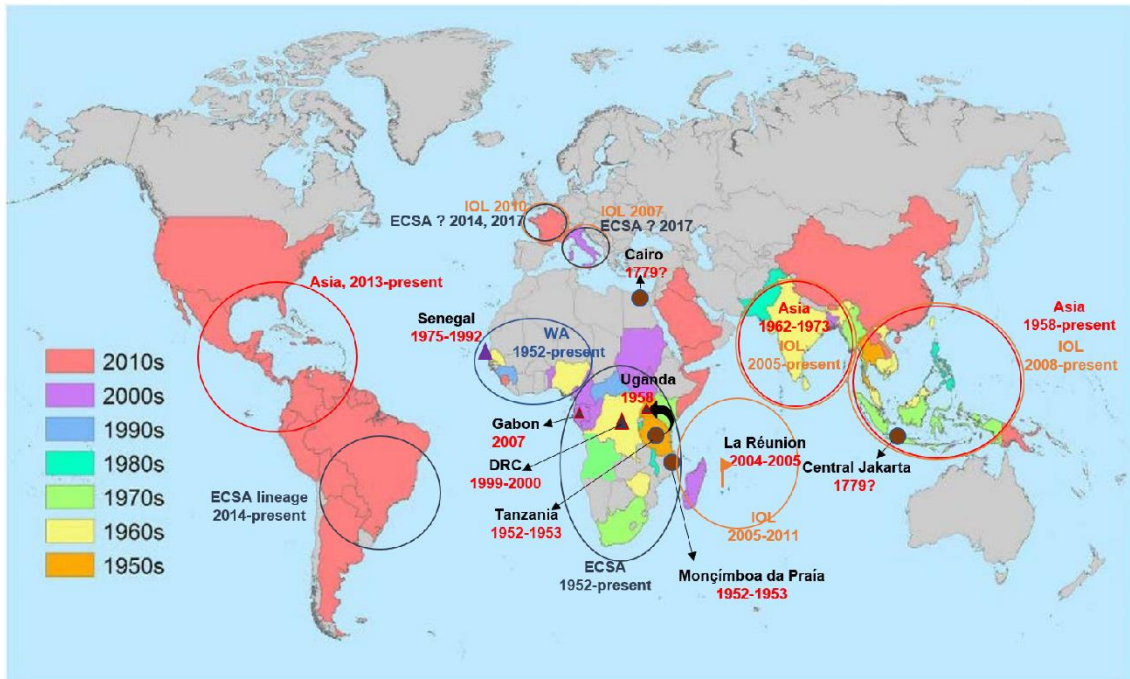 IOL 2010
ECSA ? 2014, 2017
IOL 2007
ECSA ? 2017
Cairo
1779?
Asia, 2013-present
Senegal
1975-1992
WA
1952-present
Asia
1962-1973
IOL
2005-present
Asia
1958-present
IOL
2008-present
2010s
2000s
1990s
1980s
1970s
1960s
1950s
Uganda
1958
Gabon
2007
DRC
1999-2000
Tanzania
1952-1953
La Réunion
2004-2005
Central Jakarta
1779?
ECSA lineage
2014-present
IOL
2005-2011
ECSA
1952-present
Monçimboa da Praía
1952-1953